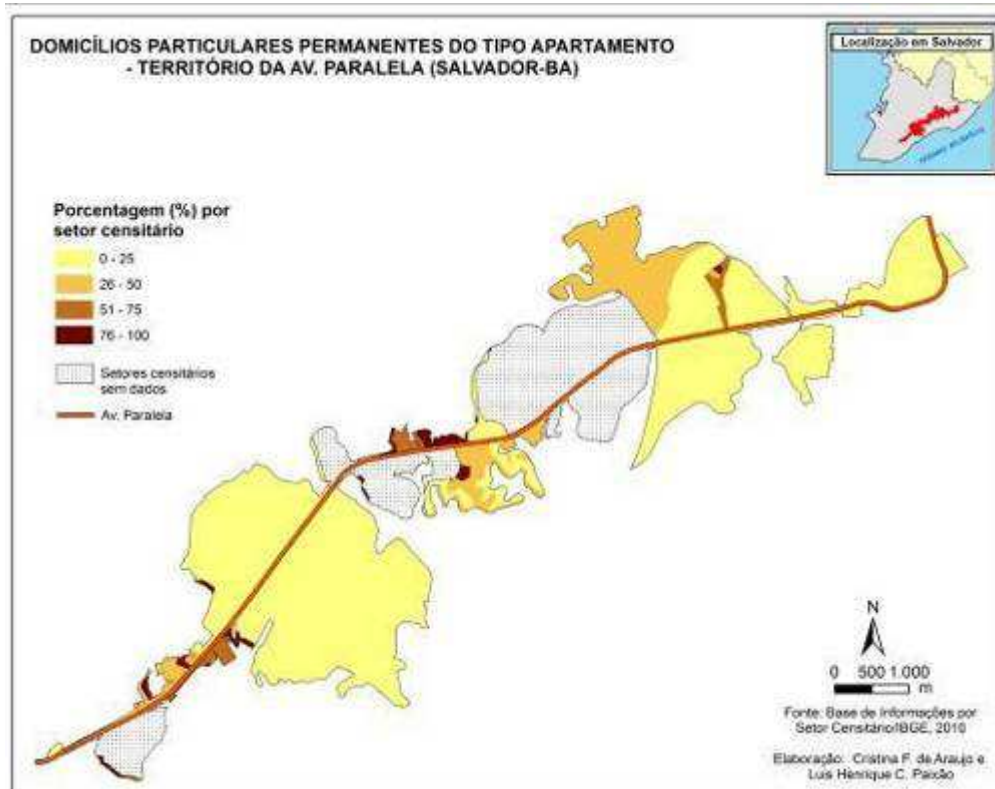 DOMICÍLIOS PARTICULARES PERMANENTES DO TIPO APARTAMENTO
- TERRITÓRIO DA AV. PARALELA (SALVADOR-BA)
Localização em Salvador
Porcentagem (%) por
setor censitário
0 - 25
26 - 50
51 - 75
76 - 100
Setores censitários
sem dados
Av. Paralela
N
0 500 1.000
m
Fonte: Base de Informações por
Setor Censitário/IBGE, 2010
Elaboração: Cristina F. de Araujo e
Luis Henrique C. Paixão